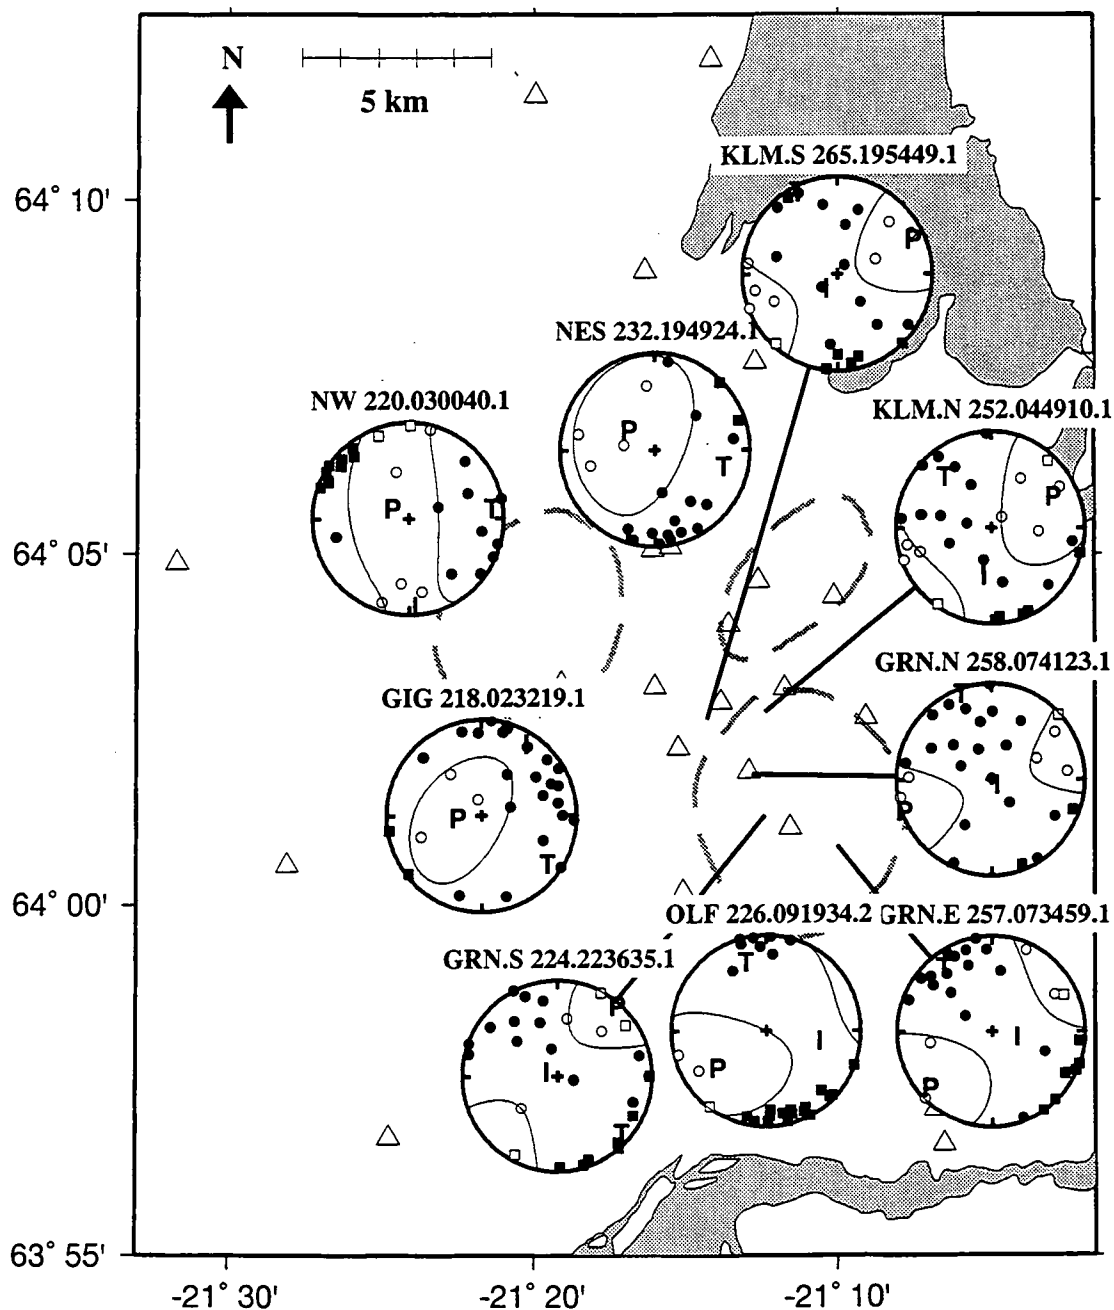 N
5 km
KLM.S 265.195449.1
64° 10'
P
T
I
NES 232.194924.1
P
T
NW 220.030040.1
P
T
I
KLM.N 252.044910.1
T
P
I
64° 05'
GRN.N 258.074123.1
T
I
P
GIG 218.023219.1
I
P
T
64° 00'
OLF 226.091934.2
GRN.E 257.073459.1
T
I
P
T
I
P
GRN.S 224.223635.1
P
I
T
63° 55'
-21° 30'
-21° 20'
-21° 10'